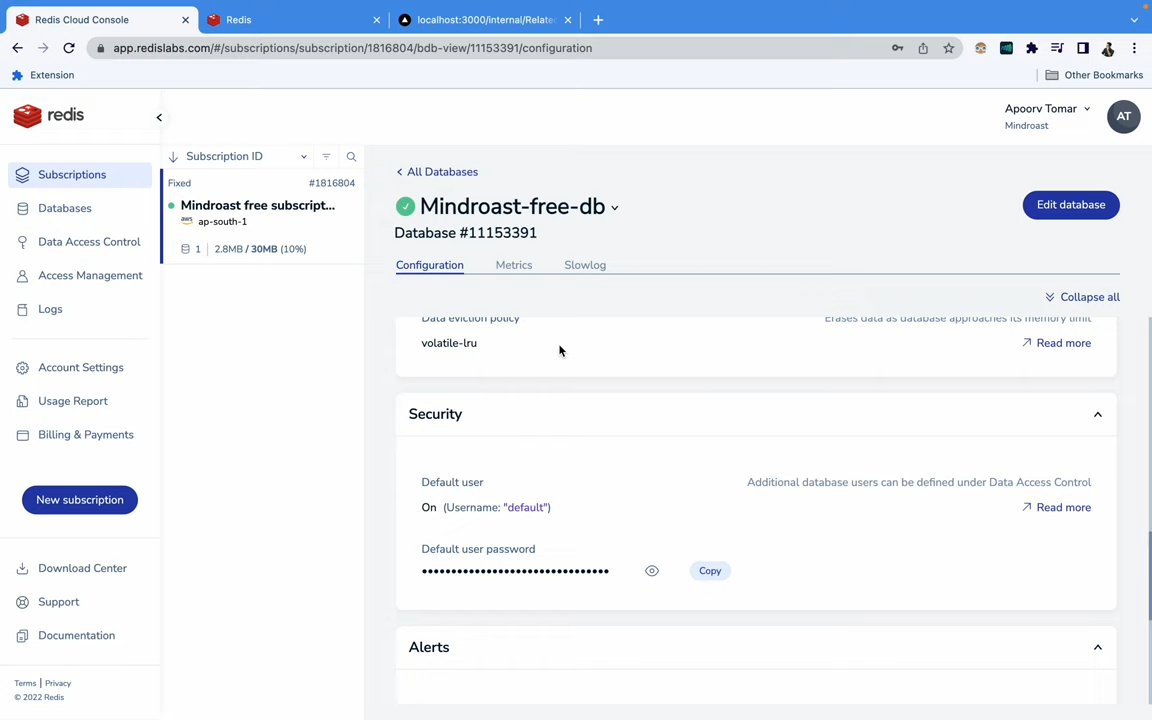 Redis Cloud Console
Redis
localhost:3000/internal/Relate
app.redislabs.com/#/subscriptions/subscription/1816804/bdb-view/11153391/configuration
Extension
Other Bookmarks
redis
Apoorv Tomar
Mindroast
AT
Subscriptions
Databases
Data Access Control
Access Management
Logs
Account Settings
Usage Report
Billing & Payments
New subscription
Download Center
Support
Documentation
Terms | Privacy
© 2022 Redis
Subscription ID
Fixed
#1816804
Mindroast free subscript...
aws ap-south-1
1 | 2.8MB / 30MB (10%)
< All Databases
Mindroast-free-db
Database #11153391
Edit database
Configuration
Metrics
Slowlog
Collapse all
Data eviction policy
Erases data as database approaches its memory limit
volatile-lru
Read more
Security
Default user
Additional database users can be defined under Data Access Control
On (Username: "default")
Read more
Default user password
••••••••••••••••••••••••••••••••
Copy
Alerts